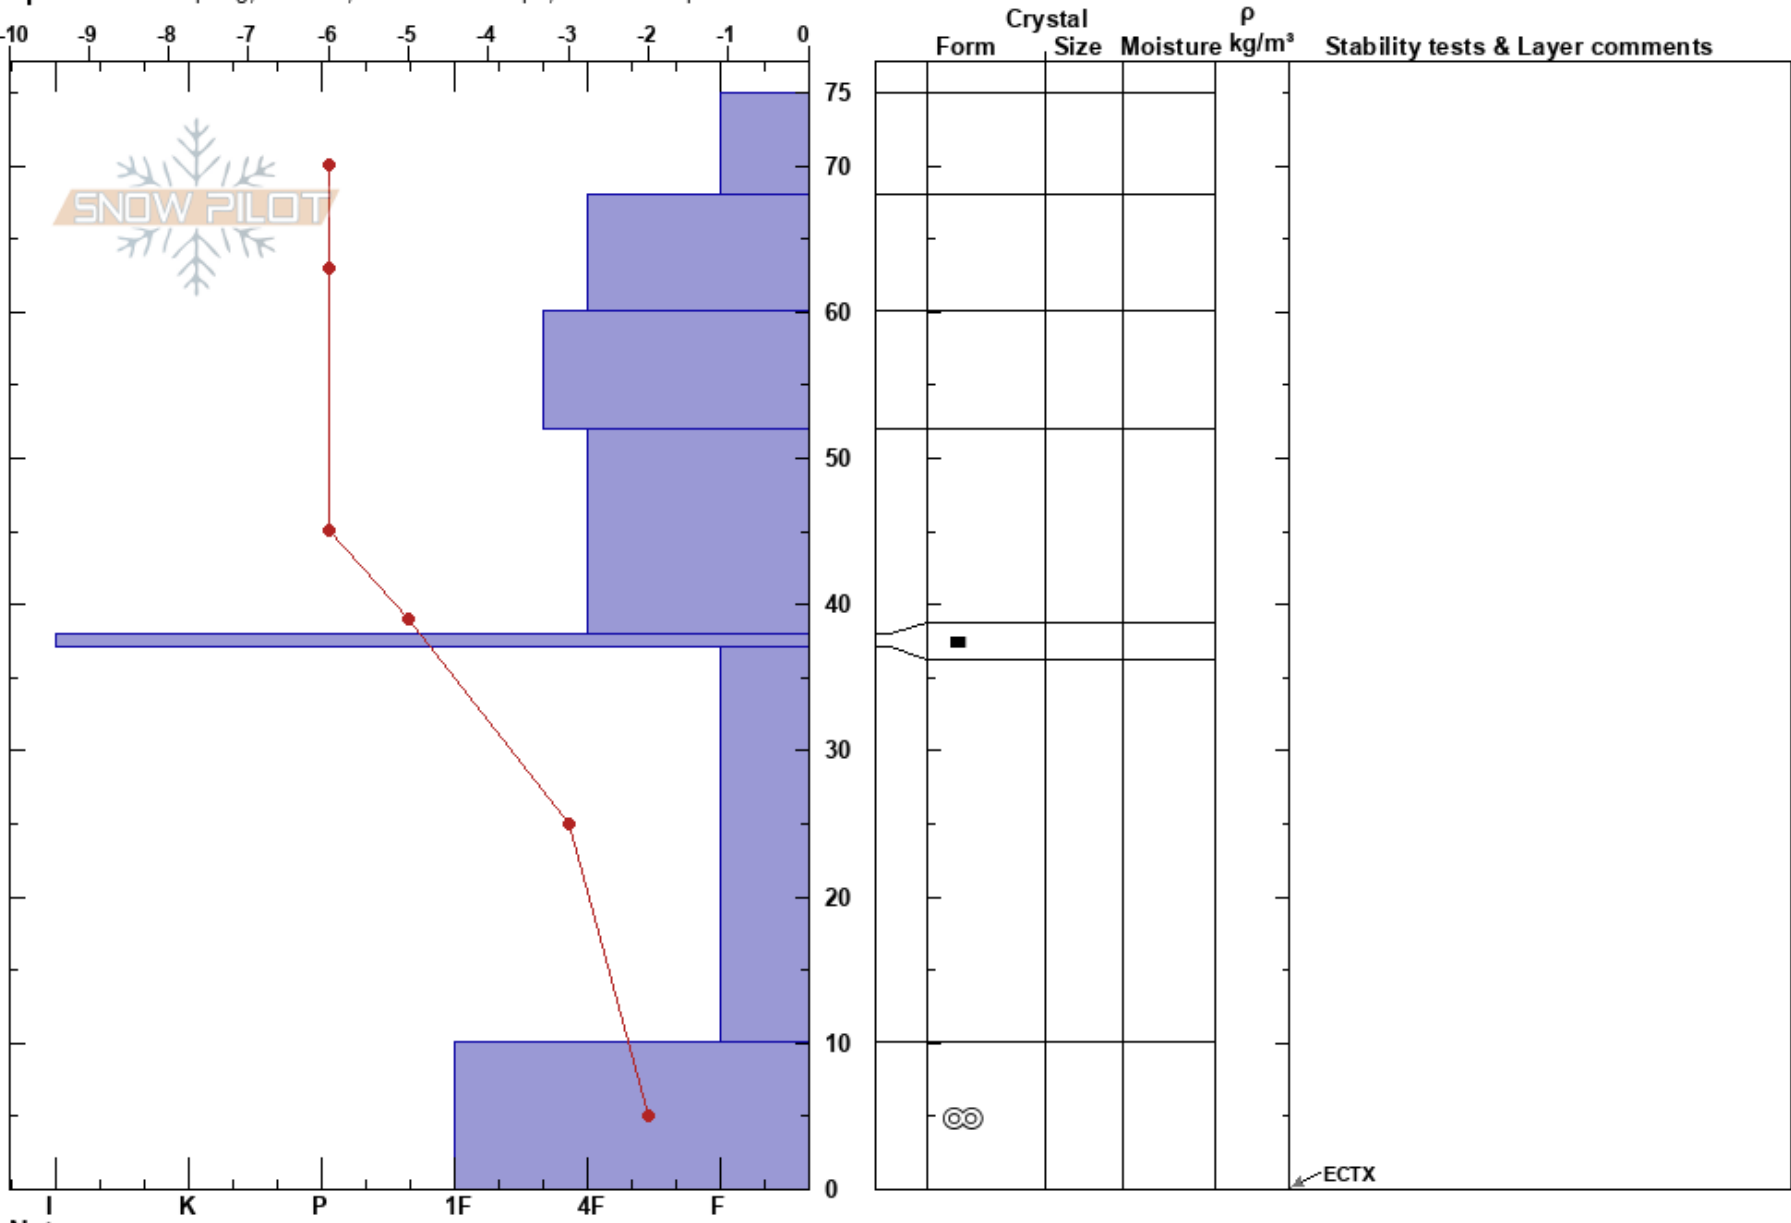 Crystal ρ
-10 -9 -8 -7 -6 -5 -4 -3 -2 -1 0
Form Size Moisture kg/m³ Stability tests & Layer comments
75
70
SNOW PILOT
60
50
40
30
20
10
ECTX
0
I K P 1F 4F F